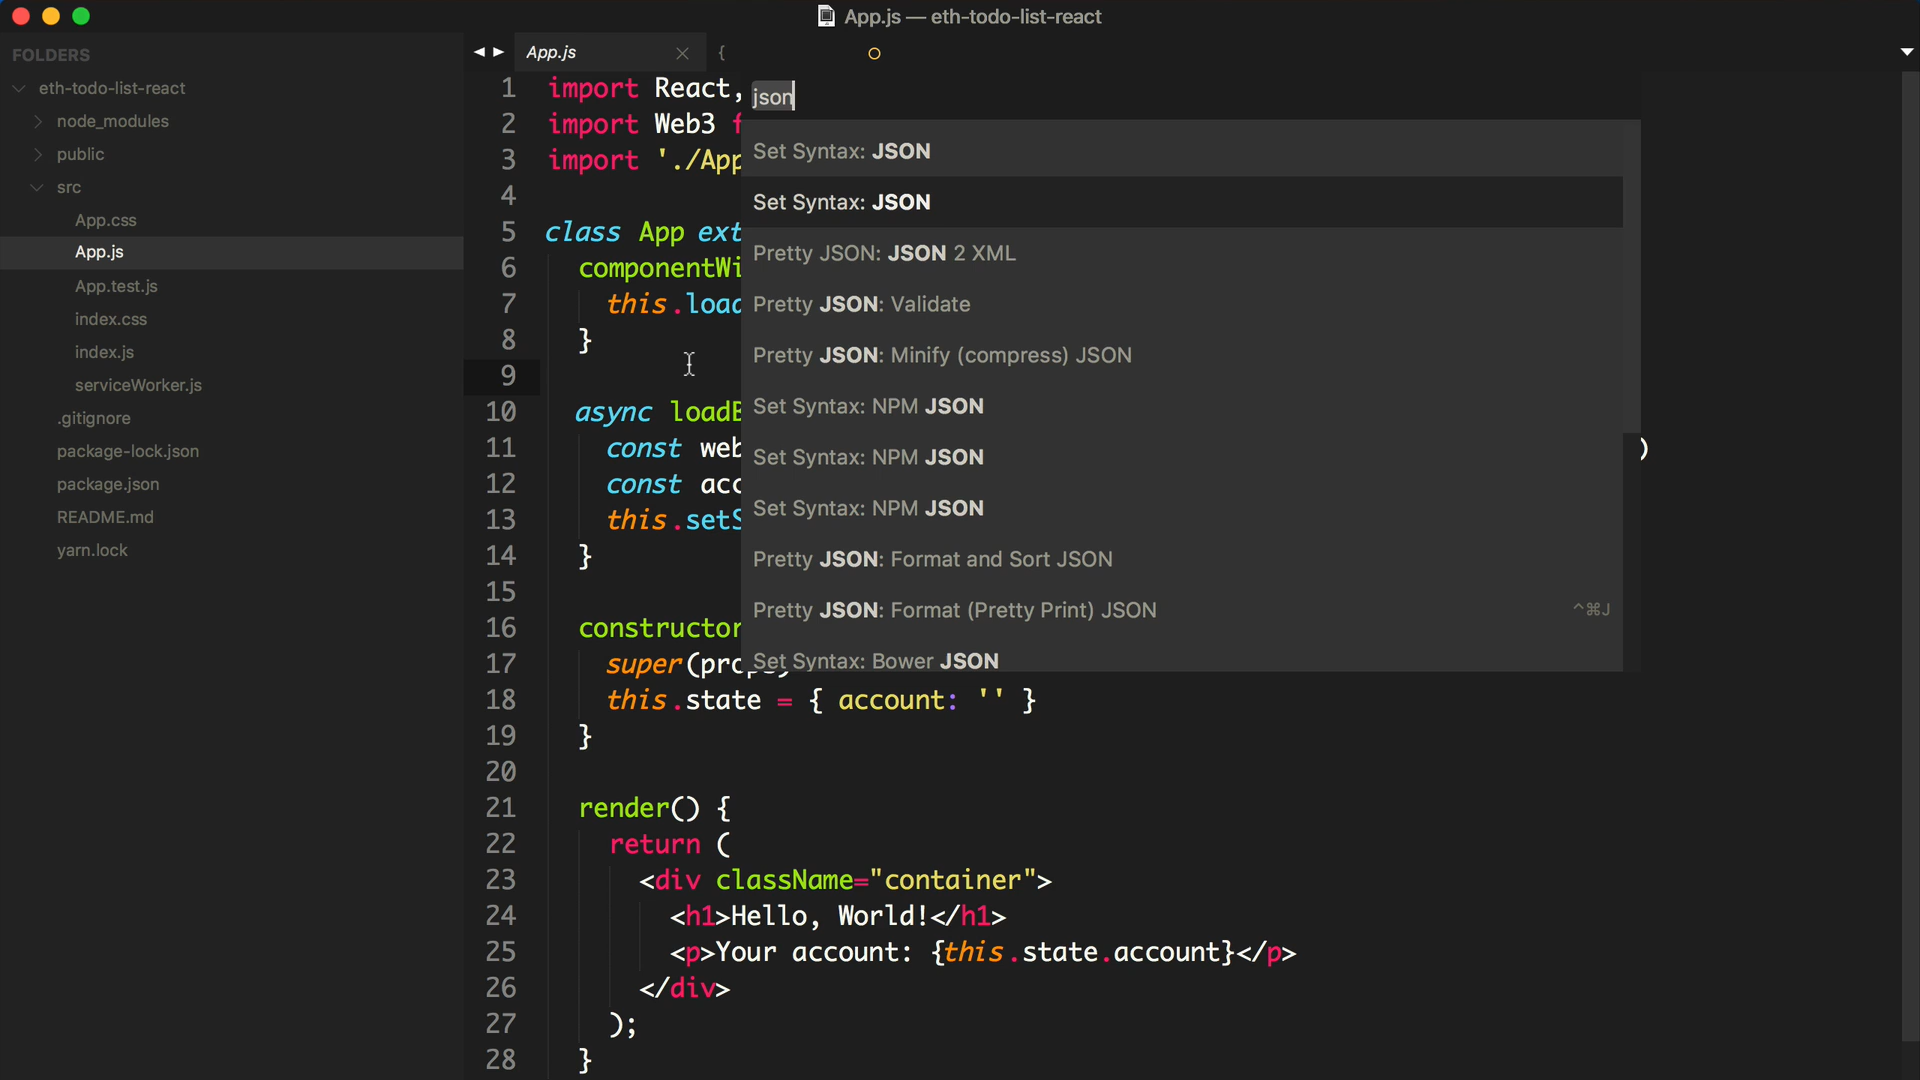 App.js — eth-todo-list-react
FOLDERS
eth-todo-list-react
node_modules
public
src
App.css
App.js
App.test.js
index.css
index.js
serviceWorker.js
.gitignore
package-lock.json
package.json
README.md
yarn.lock
App.js
{
json
Set Syntax: JSON
Set Syntax: JSON
Pretty JSON: JSON 2 XML
Pretty JSON: Validate
Pretty JSON: Minify (compress) JSON
Set Syntax: NPM JSON
Set Syntax: NPM JSON
Set Syntax: NPM JSON
Pretty JSON: Format and Sort JSON
Pretty JSON: Format (Pretty Print) JSON ^⌘J
Set Syntax: Bower JSON
1 import React,
2 import Web3 f
3 import './App
4
5 class App ext
6 componentWi
7 this.load
8 }
9
10 async loadB
11 const web )
12 const acc
13 this.setS
14 }
15
16 constructor
17 super(props)
18 this.state = { account: '' }
19 }
20
21 render() {
22 return (
23 <div className="container">
24 <h1>Hello, World!</h1>
25 <p>Your account: {this.state.account}</p>
26 </div>
27 );
28 }